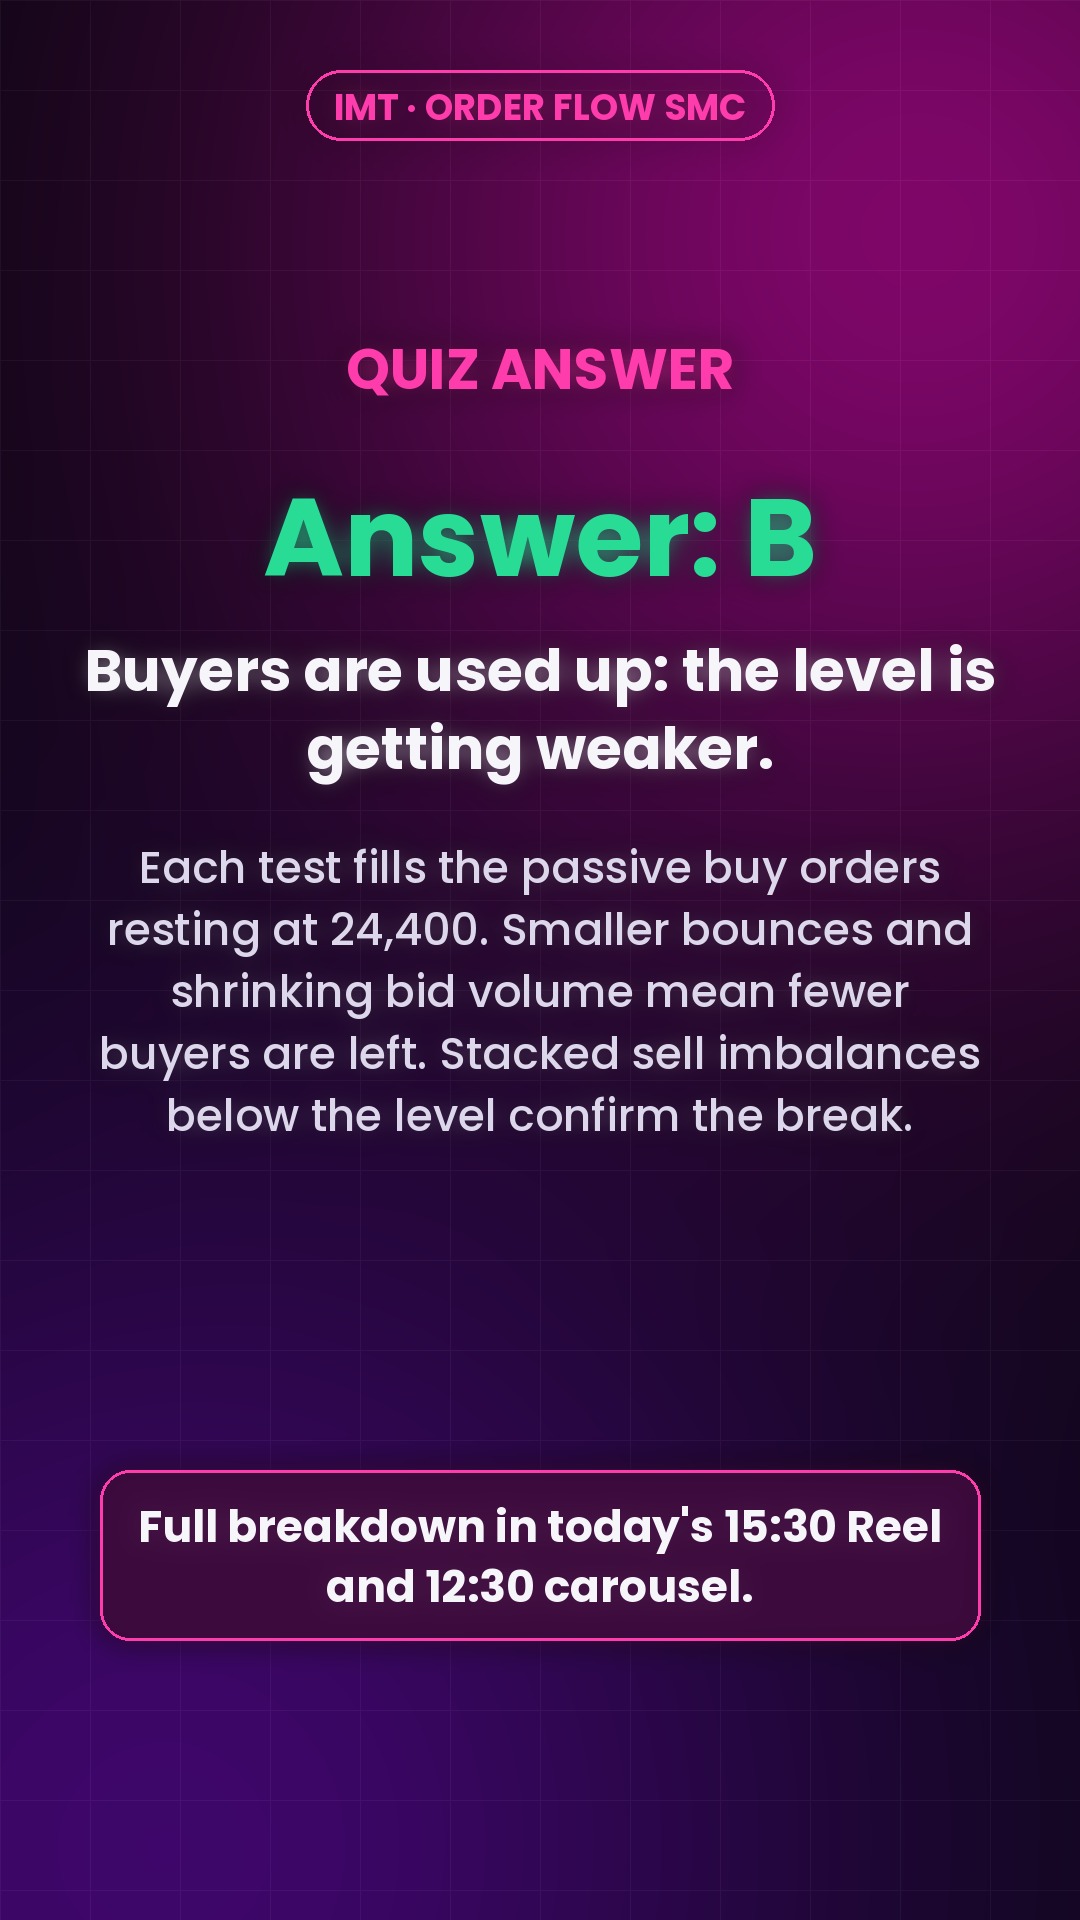 IMT · ORDER FLOW SMC
QUIZ ANSWER
Answer: B
Buyers are used up: the level is
getting weaker.
Each test fills the passive buy orders
resting at 24,400. Smaller bounces and
shrinking bid volume mean fewer
buyers are left. Stacked sell imbalances
below the level confirm the break.
Full breakdown in today's 15:30 Reel
and 12:30 carousel.